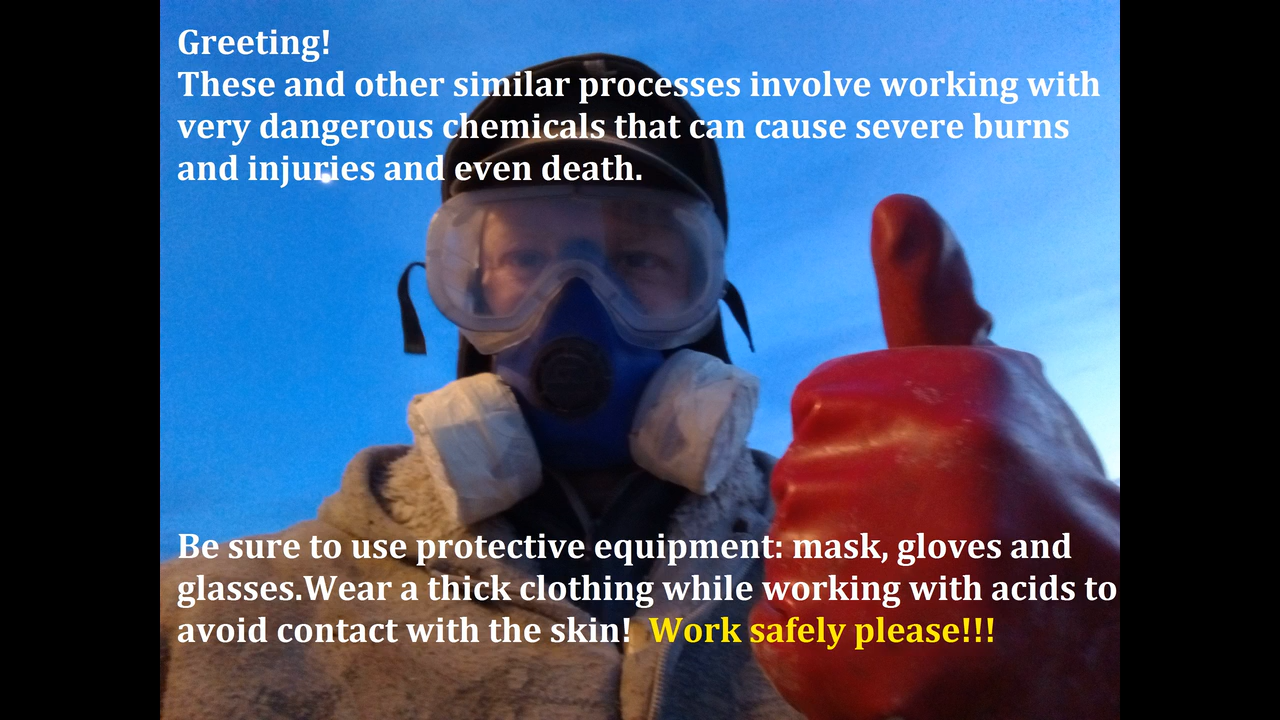 Greeting!
These and other similar processes involve working with
very dangerous chemicals that can cause severe burns
and injuries and even death.
Be sure to use protective equipment: mask, gloves and
glasses.Wear a thick clothing while working with acids to
avoid contact with the skin! Work safely please!!!